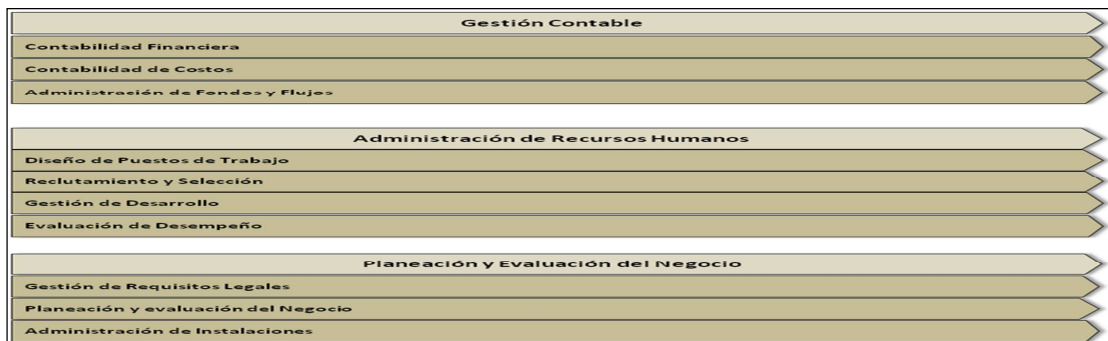 Gestión Contable
Contabilidad Financiera
Contabilidad de Costos
Administración de Fondos y Flujos
Administración de Recursos Humanos
Diseño de Puestos de Trabajo
Reclutamiento y Selección
Gestión de Desarrollo
Evaluación de Desempeño
Planeación y Evaluación del Negocio
Gestión de Requisitos Legales
Planeación y evaluación del Negocio
Administración de Instalaciones